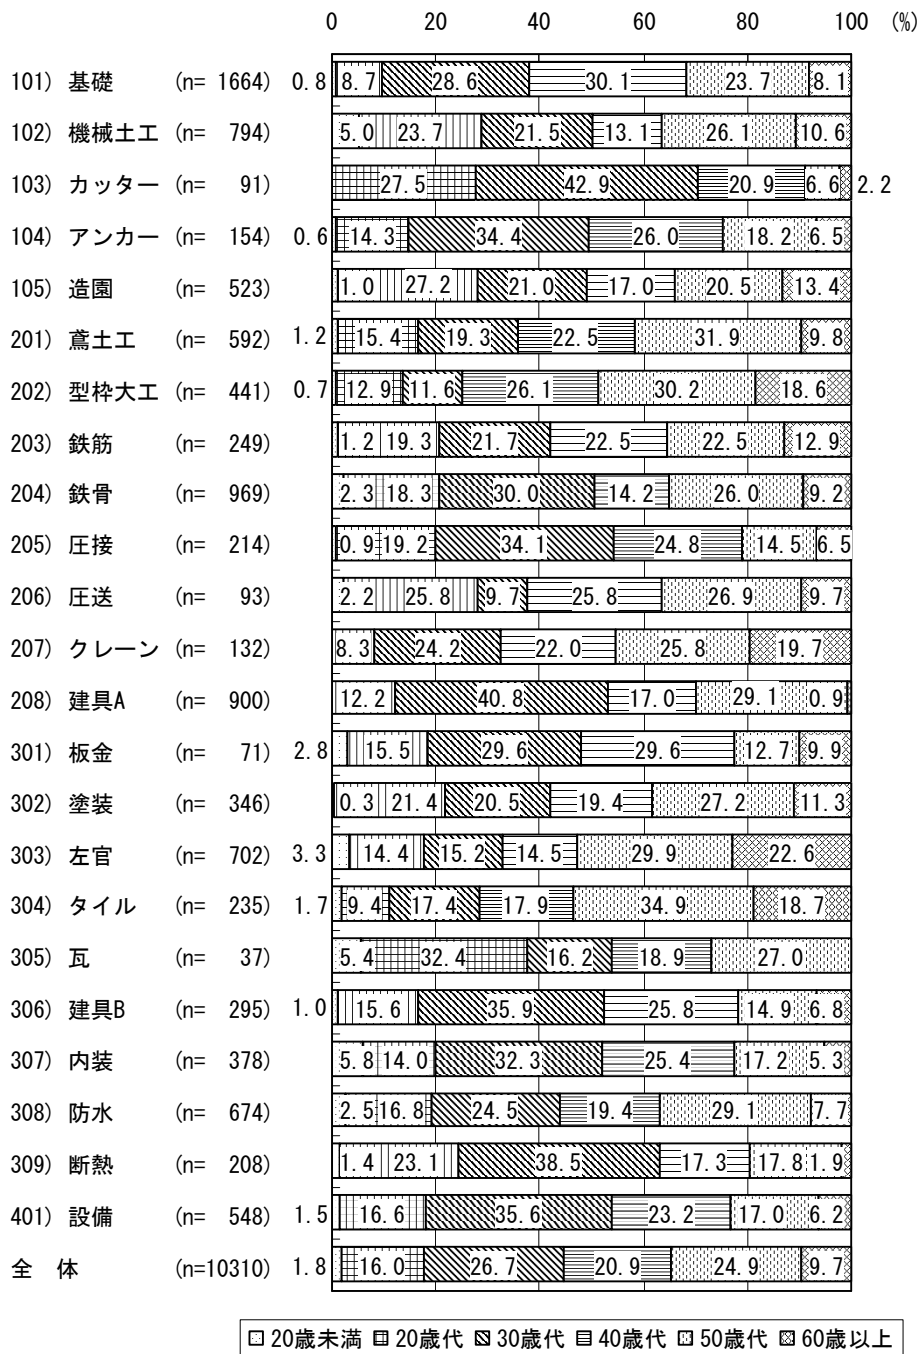 0 20 40 60 80 100 (%)
101) 基礎 (n= 1664) 0.8 8.7 28.6 30.1 23.7 8.1
102) 機械土工 (n= 794) 5.0 23.7 21.5 13.1 26.1 10.6
103) カッター (n= 91) 27.5 42.9 20.9 6.6 2.2
104) アンカー (n= 154) 0.6 14.3 34.4 26.0 18.2 6.5
105) 造園 (n= 523) 1.0 27.2 21.0 17.0 20.5 13.4
201) 鳶土工 (n= 592) 1.2 15.4 19.3 22.5 31.9 9.8
202) 型枠大工 (n= 441) 0.7 12.9 11.6 26.1 30.2 18.6
203) 鉄筋 (n= 249) 1.2 19.3 21.7 22.5 22.5 12.9
204) 鉄骨 (n= 969) 2.3 18.3 30.0 14.2 26.0 9.2
205) 圧接 (n= 214) 0.9 19.2 34.1 24.8 14.5 6.5
206) 圧送 (n= 93) 2.2 25.8 9.7 25.8 26.9 9.7
207) クレーン (n= 132) 8.3 24.2 22.0 25.8 19.7
208) 建具A (n= 900) 12.2 40.8 17.0 29.1 0.9
301) 板金 (n= 71) 2.8 15.5 29.6 29.6 12.7 9.9
302) 塗装 (n= 346) 0.3 21.4 20.5 19.4 27.2 11.3
303) 左官 (n= 702) 3.3 14.4 15.2 14.5 29.9 22.6
304) タイル (n= 235) 1.7 9.4 17.4 17.9 34.9 18.7
305) 瓦 (n= 37) 5.4 32.4 16.2 18.9 27.0
306) 建具B (n= 295) 1.0 15.6 35.9 25.8 14.9 6.8
307) 内装 (n= 378) 5.8 14.0 32.3 25.4 17.2 5.3
308) 防水 (n= 674) 2.5 16.8 24.5 19.4 29.1 7.7
309) 断熱 (n= 208) 1.4 23.1 38.5 17.3 17.8 1.9
401) 設備 (n= 548) 1.5 16.6 35.6 23.2 17.0 6.2
全 体 (n=10310) 1.8 16.0 26.7 20.9 24.9 9.7
20歳未満 20歳代 30歳代 40歳代 50歳代 60歳以上